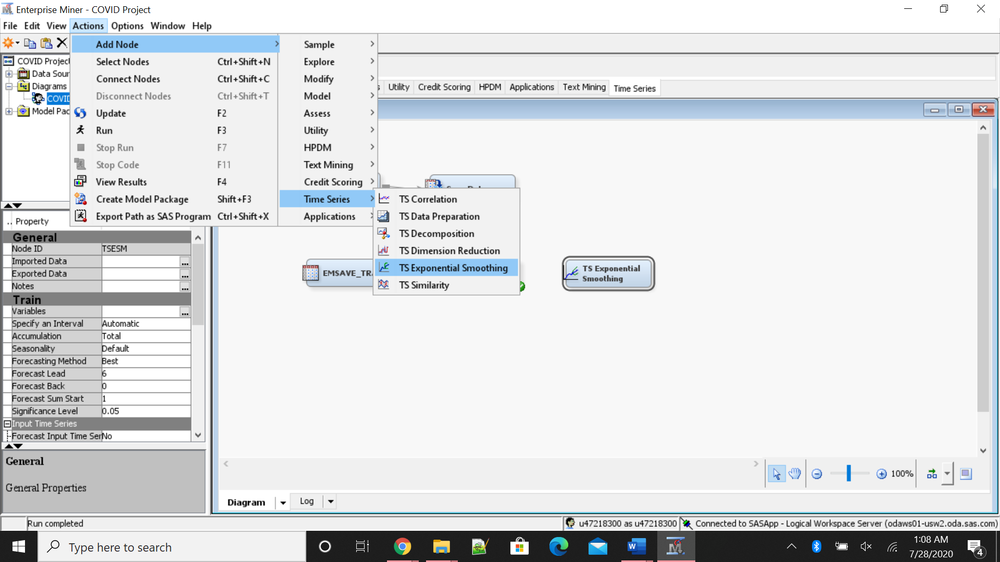 Enterprise Miner - COVID Project
File Edit View Actions Options Window Help
Add Node
Select Nodes Ctrl+Shift+N
Connect Nodes Ctrl+Shift+C
Disconnect Nodes Ctrl+Shift+T
Update F2
Run F3
Stop Run F7
Stop Code F11
View Results F4
Create Model Package Shift+F3
Export Path as SAS Program Ctrl+Shift+X
Sample
Explore
Modify
Model
Assess
Utility
HPDM
Text Mining
Credit Scoring
Time Series
Applications
TS Correlation
TS Data Preparation
TS Decomposition
TS Dimension Reduction
TS Exponential Smoothing
TS Similarity
COVID Project
Data Sour
Diagrams
COVID
Model Pac
s Utility Credit Scoring HPDM Applications Text Mining Time Series
EMSAVE_TRA
TS Exponential
Smoothing
.. Property
General
Node ID TSESM
Imported Data ...
Exported Data ...
Notes ...
Train
Variables ...
Specify an Interval Automatic
Accumulation Total
Seasonality Default
Forecasting Method Best
Forecast Lead 6
Forecast Back 0
Forecast Sum Start 1
Significance Level 0.05
Input Time Series
Forecast Input Time Ser No
General
General Properties
100%
Diagram Log
Run completed
u47218300 as u47218300 Connected to SASApp - Logical Workspace Server (odaws01-usw2.oda.sas.com)
Type here to search
1:08 AM
7/28/2020
4